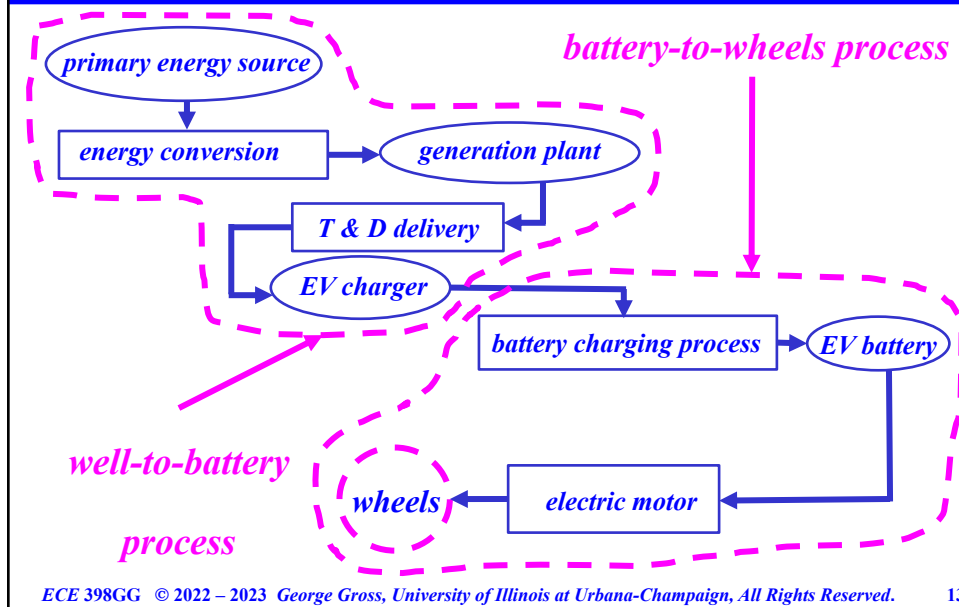 primary energy source
battery-to-wheels process
energy conversion
generation plant
T & D delivery
EV charger
battery charging process
EV battery
well-to-battery
process
wheels
electric motor
ECE 398GG © 2022 – 2023 George Gross, University of Illinois at Urbana-Champaign, All Rights Reserved.